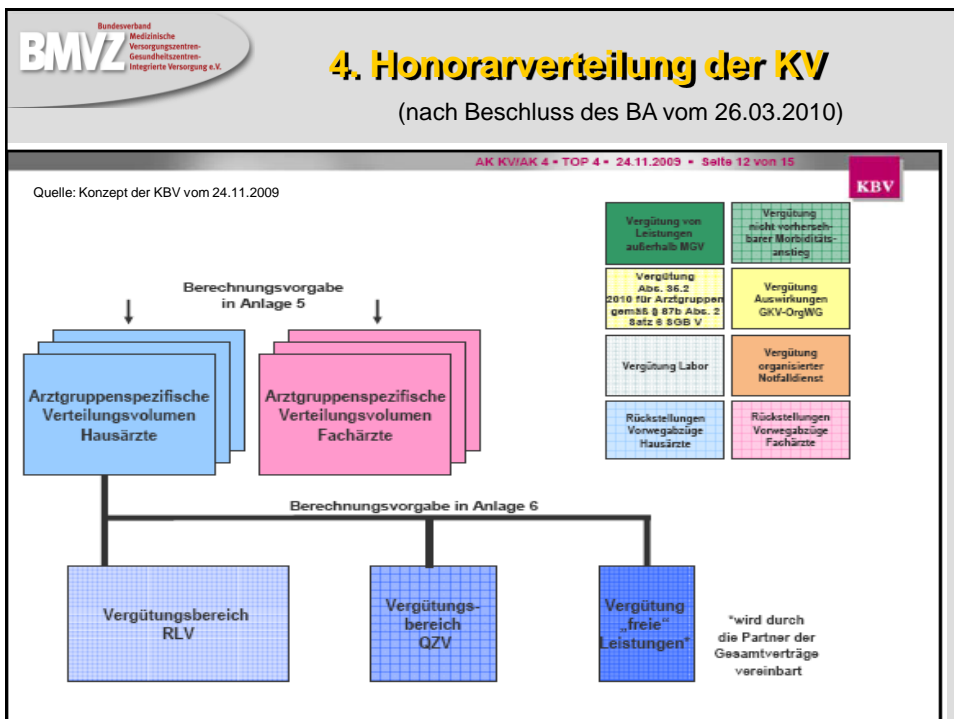 Bundesverband
Medizinische
Versorgungszentren-
Gesundheitszentren-
Integrierte Versorgung e.V.
BMVZ
4. Honorarverteilung der KV
(nach Beschluss des BA vom 26.03.2010)
AK KV/AK 4 • TOP 4 • 24.11.2009 • Seite 12 von 15
KBV
Quelle: Konzept der KBV vom 24.11.2009
Vergütung von
Leistungen
außerhalb MGV
Vergütung
nicht vorherseh-
barer Morbiditäts-
anstieg
Vergütung
Abs. 35.2
2010 für Arztgruppen
gemäß § 87b Abs. 2
Satz 6 SGB V
Vergütung
Auswirkungen
GKV-OrgWG
Vergütung Labor
Vergütung
organisierter
Notfalldienst
Rückstellungen
Vorwegabzüge
Hausärzte
Rückstellungen
Vorwegabzüge
Fachärzte
Berechnungsvorgabe
in Anlage 5
Arztgruppenspezifische
Verteilungsvolumen
Hausärzte
Arztgruppenspezifische
Verteilungsvolumen
Fachärzte
Berechnungsvorgabe in Anlage 6
Vergütungsbereich
RLV
Vergütungs-
bereich
QZV
Vergütung
„freie“
Leistungen*
*wird durch
die Partner der
Gesamtverträge
vereinbart